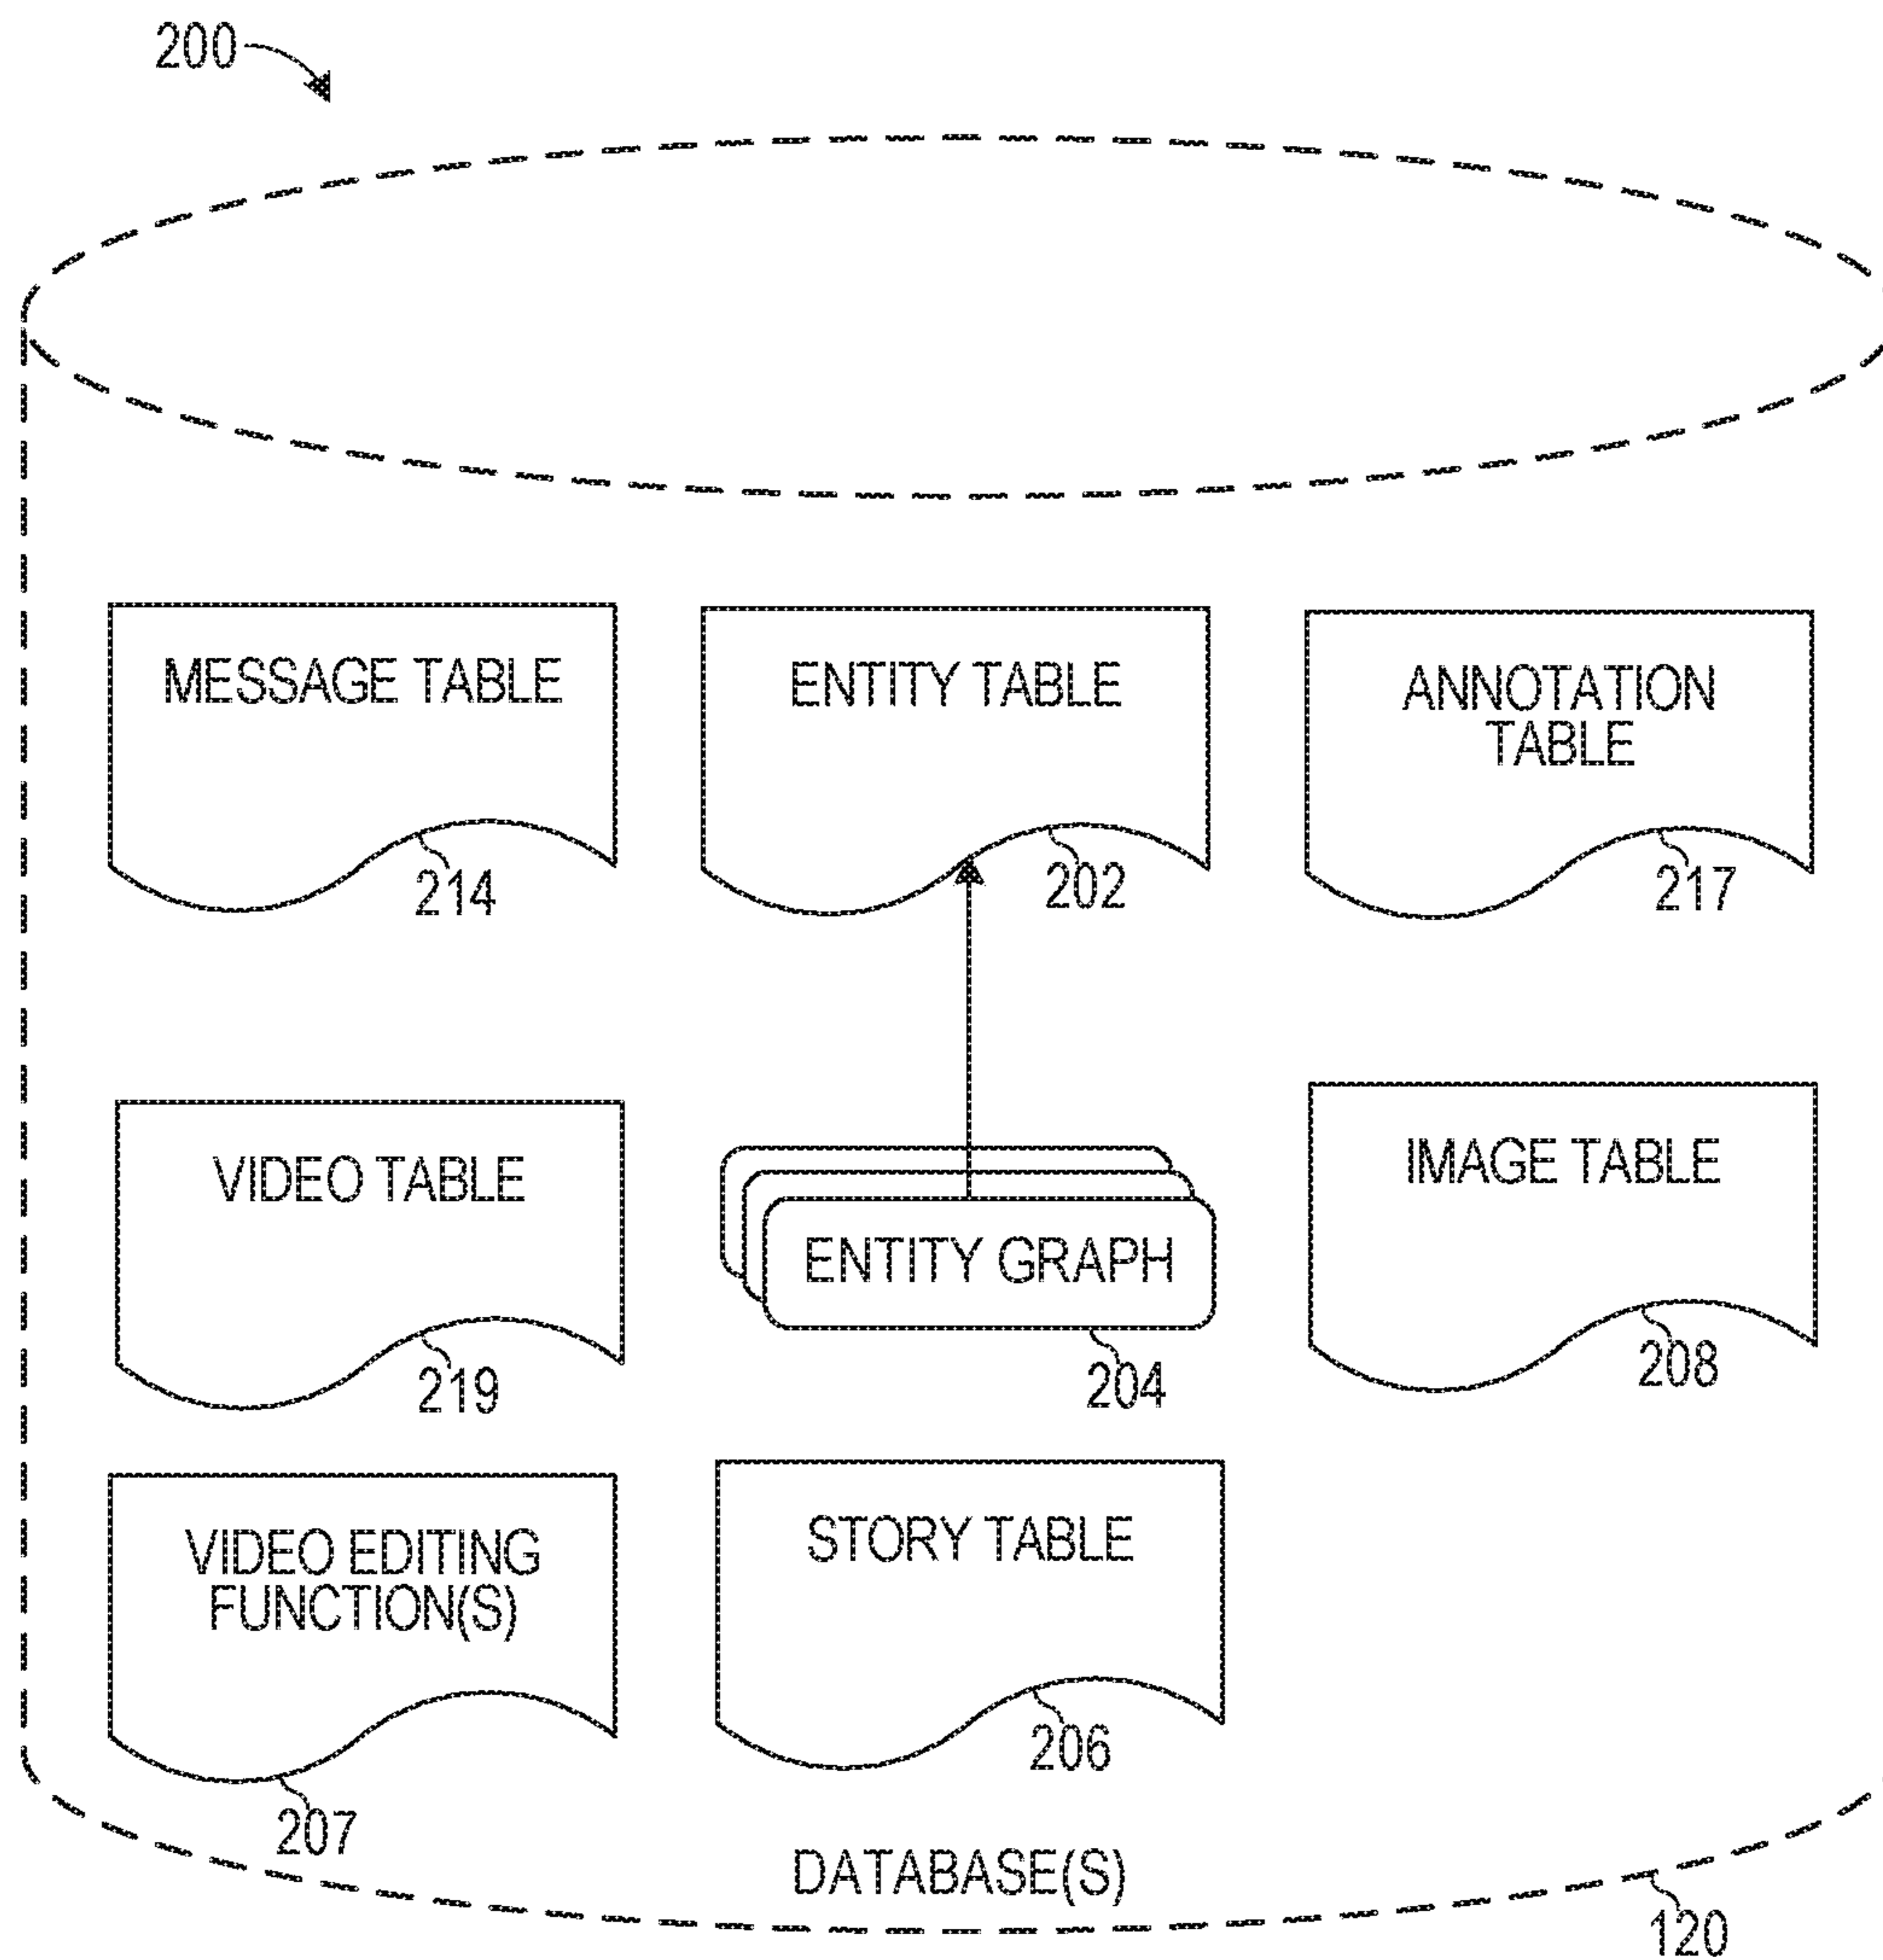 200
MESSAGE TABLE
214
ENTITY TABLE
202
ANNOTATION
TABLE
217
VIDEO TABLE
219
ENTITY GRAPH
204
IMAGE TABLE
208
VIDEO EDITING
FUNCTION(S)
207
STORY TABLE
206
DATABASE(S)
120